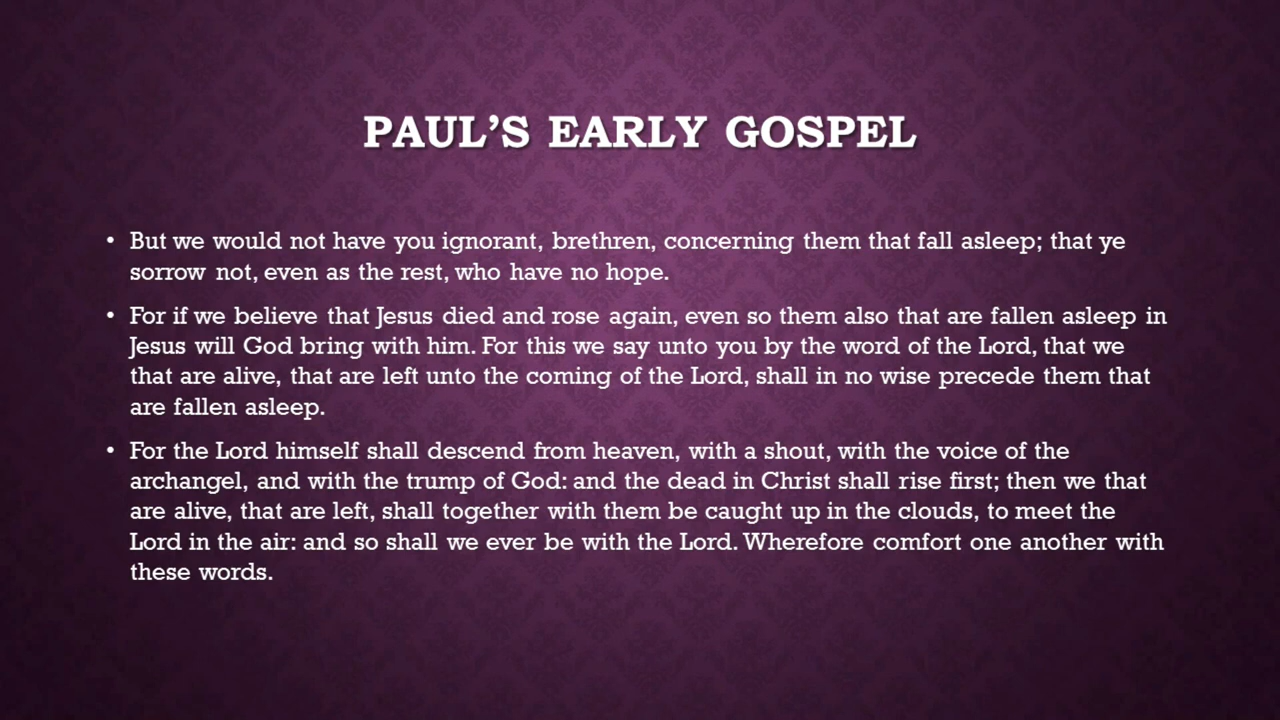 PAUL'S EARLY GOSPEL
• But we would not have you ignorant, brethren, concerning them that fall asleep; that ye
sorrow not, even as the rest, who have no hope.
• For if we believe that Jesus died and rose again, even so them also that are fallen asleep in
Jesus will God bring with him. For this we say unto you by the word of the Lord, that we
that are alive, that are left unto the coming of the Lord, shall in no wise precede them that
are fallen asleep.
• For the Lord himself shall descend from heaven, with a shout, with the voice of the
archangel, and with the trump of God: and the dead in Christ shall rise first; then we that
are alive, that are left, shall together with them be caught up in the clouds, to meet the
Lord in the air: and so shall we ever be with the Lord. Wherefore comfort one another with
these words.